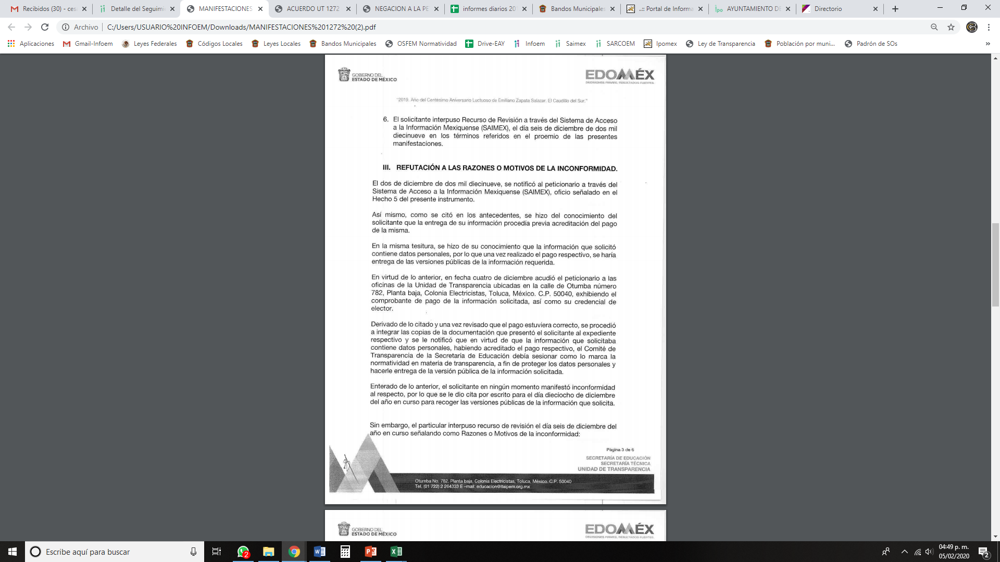 Recibidos (30) - ces
Detalle del Seguimi
MANIFESTACIONES
ACUERDO UT 1272
NEGACION A LA PE
informes diarios 201
Bandos Municipales
..:: Portal de Informa
AYUNTAMIENTO DE
Directorio
Archivo
C:/Users/USUARIO%20INFOEM/Downloads/MANIFESTACIONES%201272%20(2).pdf
Aplicaciones
Gmail-Infoem
Leyes Federales
Códigos Locales
Leyes Locales
Bandos Municipales
OSFEM Normatividad
Drive-EAY
Infoem
Saimex
SARCOEM
Ipomex
Ley de Transparencia
Población por muni...
Padrón de SOs
GOBIERNO DEL
ESTADO DE MÉXICO
EDOMÉX
DECISIONES FIRMES, RESULTADOS FUERTES.
"2019. Año del Centésimo Aniversario Luctuoso de Emiliano Zapata Salazar. El Caudillo del Sur."
6. El solicitante interpuso Recurso de Revisión a través del Sistema de Acceso
a la Información Mexiquense (SAIMEX), el día seis de diciembre de dos mil
diecinueve en los términos referidos en el proemio de las presentes
manifestaciones.
III. REFUTACIÓN A LAS RAZONES O MOTIVOS DE LA INCONFORMIDAD.
El dos de diciembre de dos mil diecinueve, se notificó al peticionario a través del
Sistema de Acceso a la Información Mexiquense (SAIMEX), oficio señalado en el
Hecho 5 del presente instrumento.
Así mismo, como se citó en los antecedentes, se hizo del conocimiento del
solicitante que la entrega de su información procedía previa acreditación del pago
de la misma.
En la misma tesitura, se hizo de su conocimiento que la información que solicitó
contiene datos personales, por lo que una vez realizado el pago respectivo, se haría
entrega de las versiones públicas de la información requerida.
En virtud de lo anterior, en fecha cuatro de diciembre acudió el peticionario a las
oficinas de la Unidad de Transparencia ubicadas en la calle de Otumba número
782, Planta baja, Colonia Electricistas, Toluca, México. C.P. 50040, exhibiendo el
comprobante de pago de la información solicitada, así como su credencial de
elector.
Derivado de lo citado y una vez revisado que el pago estuviera correcto, se procedió
a integrar las copias de la documentación que presentó el solicitante al expediente
respectivo y se le notificó que en virtud de que la información que solicitaba
contiene datos personales, habiendo acreditado el pago respectivo, el Comité de
Transparencia de la Secretaría de Educación debía sesionar como lo marca la
normatividad en materia de transparencia, a fin de proteger los datos personales y
hacerle entrega de la versión pública de la información solicitada.
Enterado de lo anterior, el solicitante en ningún momento manifestó inconformidad
al respecto, por lo que se le dio cita por escrito para el día dieciocho de diciembre
del año en curso para recoger las versiones públicas de la información que solicita.
Sin embargo, el particular interpuso recurso de revisión el día seis de diciembre del
año en curso señalando como Razones o Motivos de la inconformidad:
Página 3 de 6
SECRETARÍA DE EDUCACIÓN
SECRETARÍA TÉCNICA
UNIDAD DE TRANSPARENCIA
Otumba No. 782, Planta baja, Colonia Electricistas, Toluca, México. C.P. 50040
Tel. (01 722) 2 264333 E –mail: educacion@itaipem.org.mx
GOBIERNO DEL
ESTADO DE MÉXICO
EDOMÉX
DECISIONES FIRMES, RESULTADOS FUERTES.
Escribe aquí para buscar
2
04:49 p. m.
05/02/2020
2